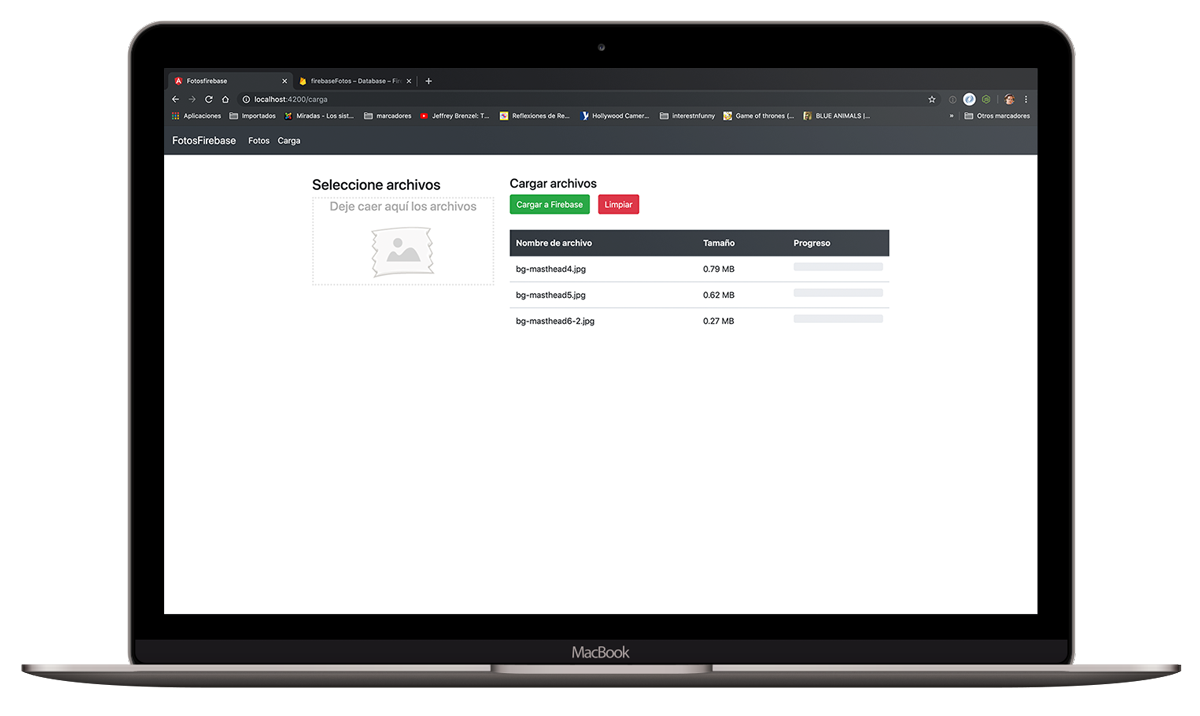 Fotosfirebase
firebaseFotos – Database – Fir
localhost:4200/carga
Aplicaciones Importados Miradas - Los sist... marcadores Jeffrey Brenzel: T... Reflexiones de Re... Hollywood Camer... interestnfunny Game of thrones (... BLUE ANIMALS |... » Otros marcadores
FotosFirebase Fotos Carga
Seleccione archivos
Deje caer aquí los archivos
Cargar archivos
Cargar a Firebase Limpiar
Nombre de archivo Tamaño Progreso
bg-masthead4.jpg 0.79 MB
bg-masthead5.jpg 0.62 MB
bg-masthead6-2.jpg 0.27 MB
MacBook